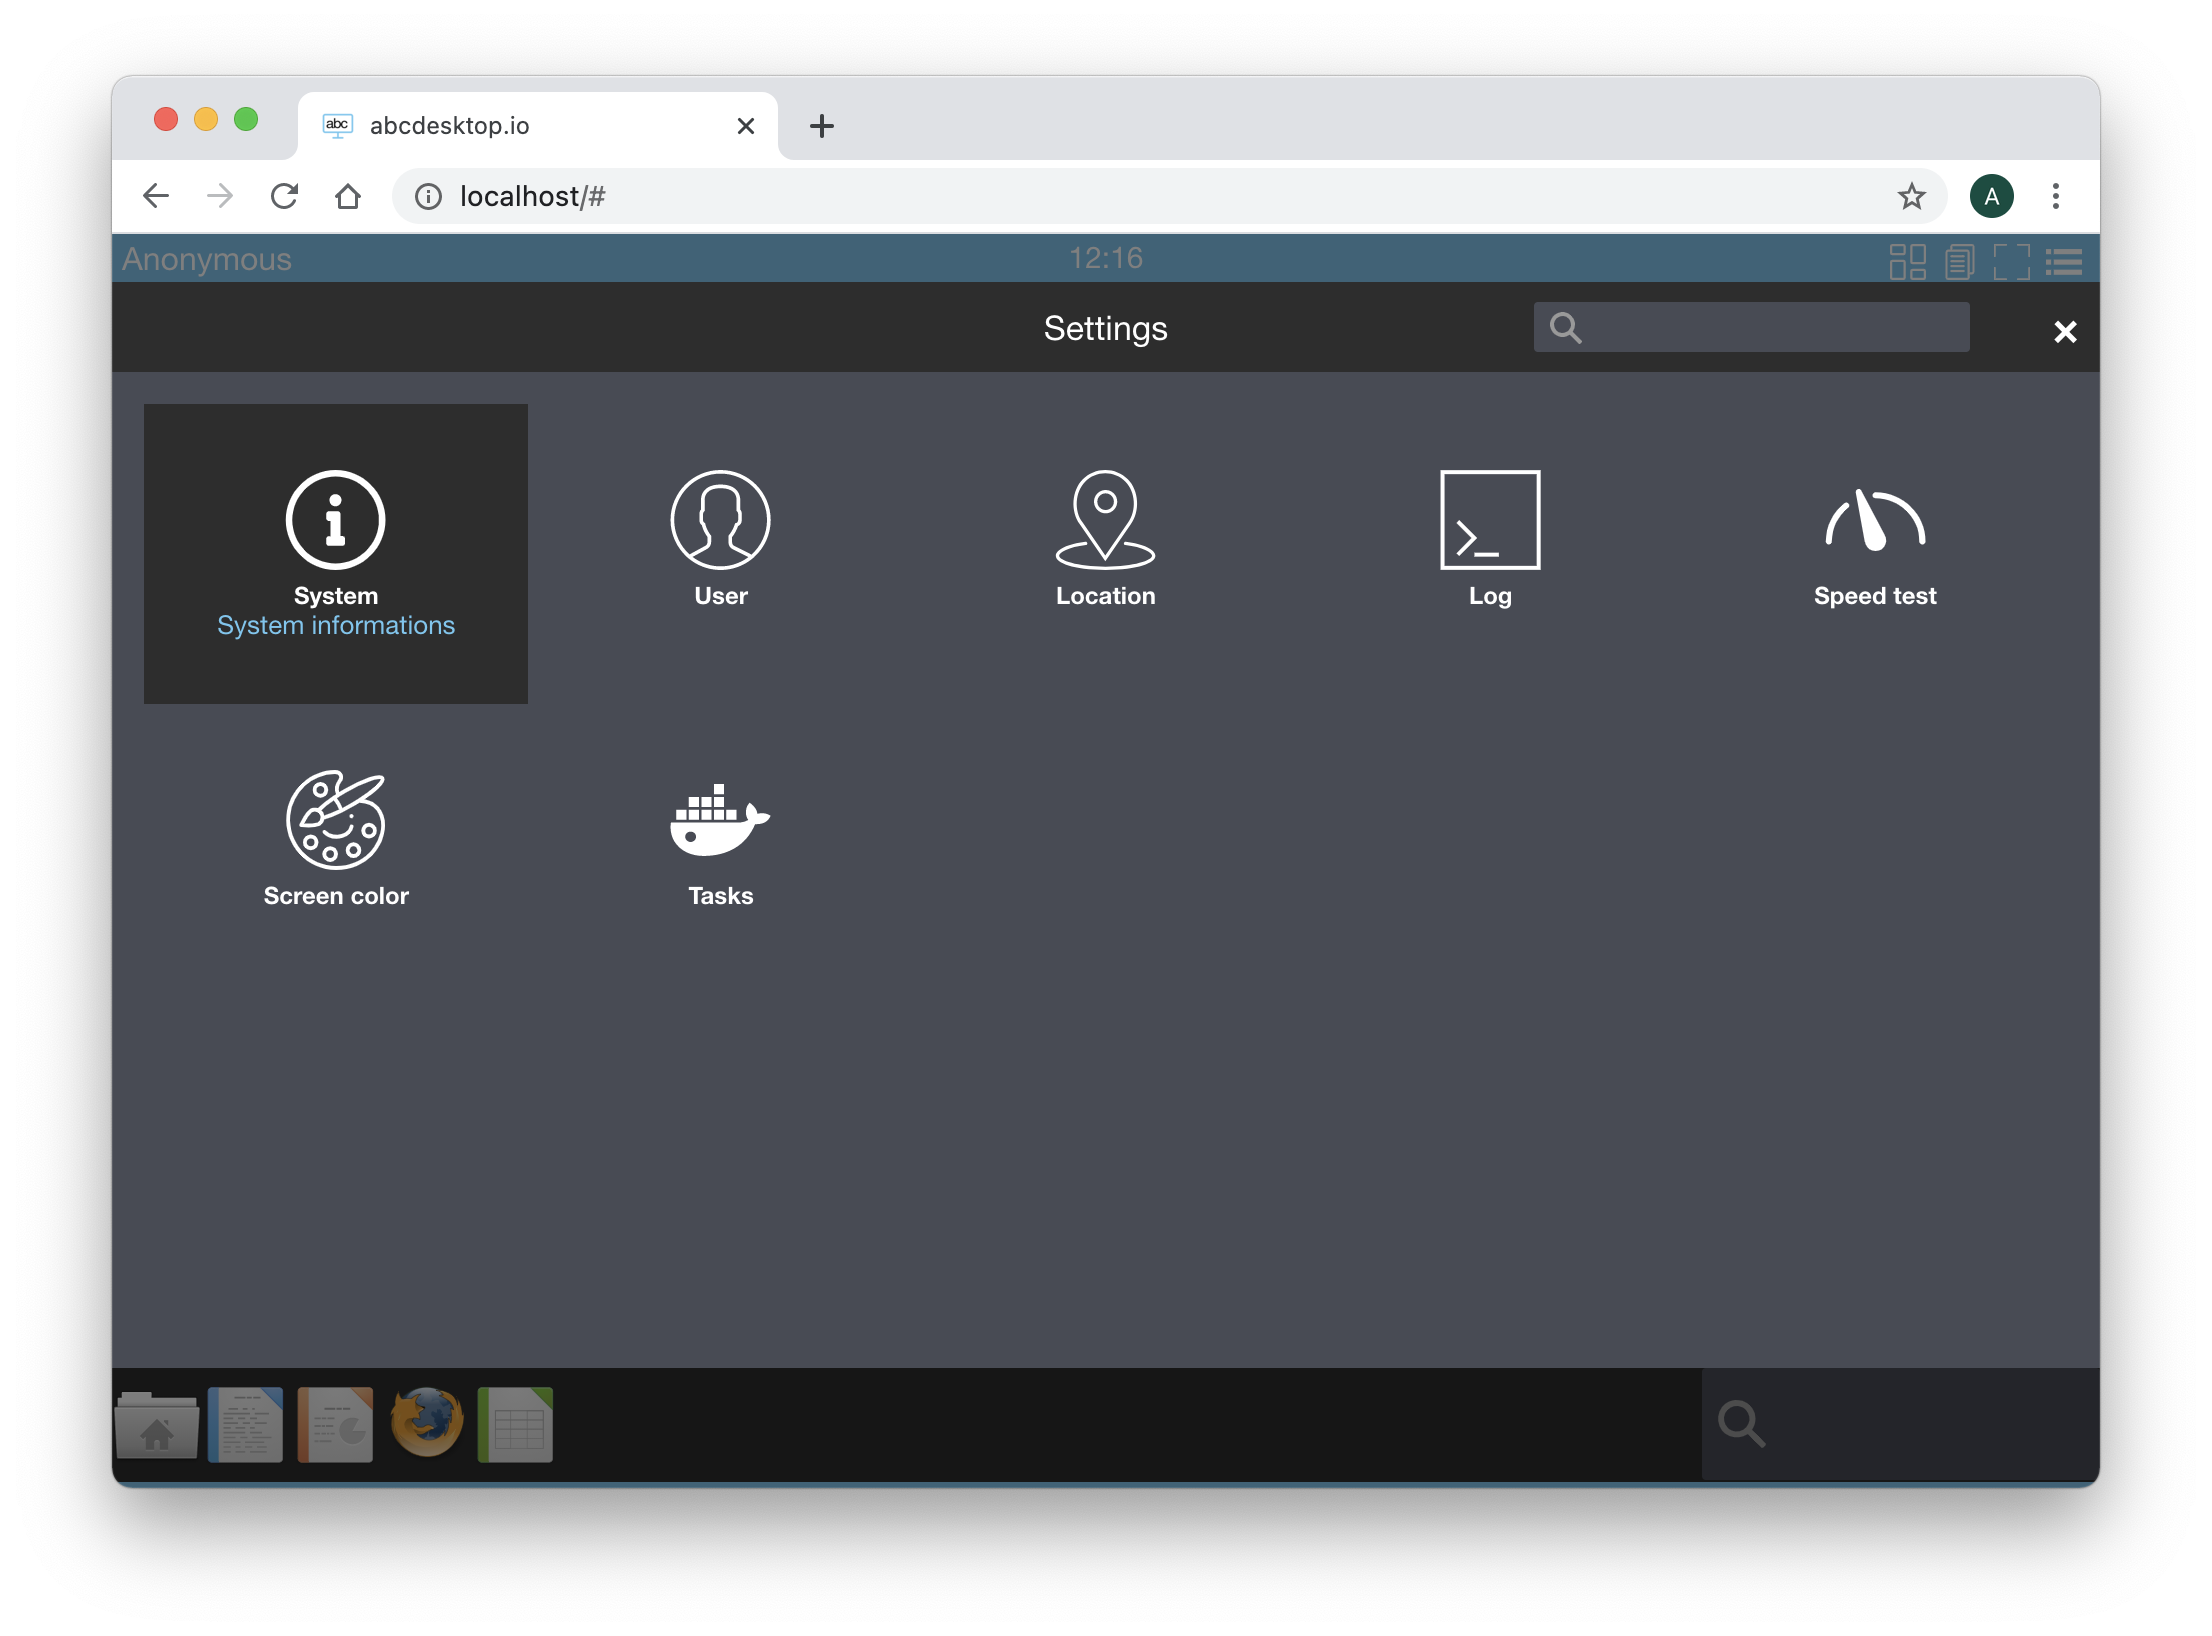 abc abcdesktop.io
localhost/#
A
Anonymous 12:16
Settings
System
System informations
User
Location
Log
Speed test
Screen color
Tasks